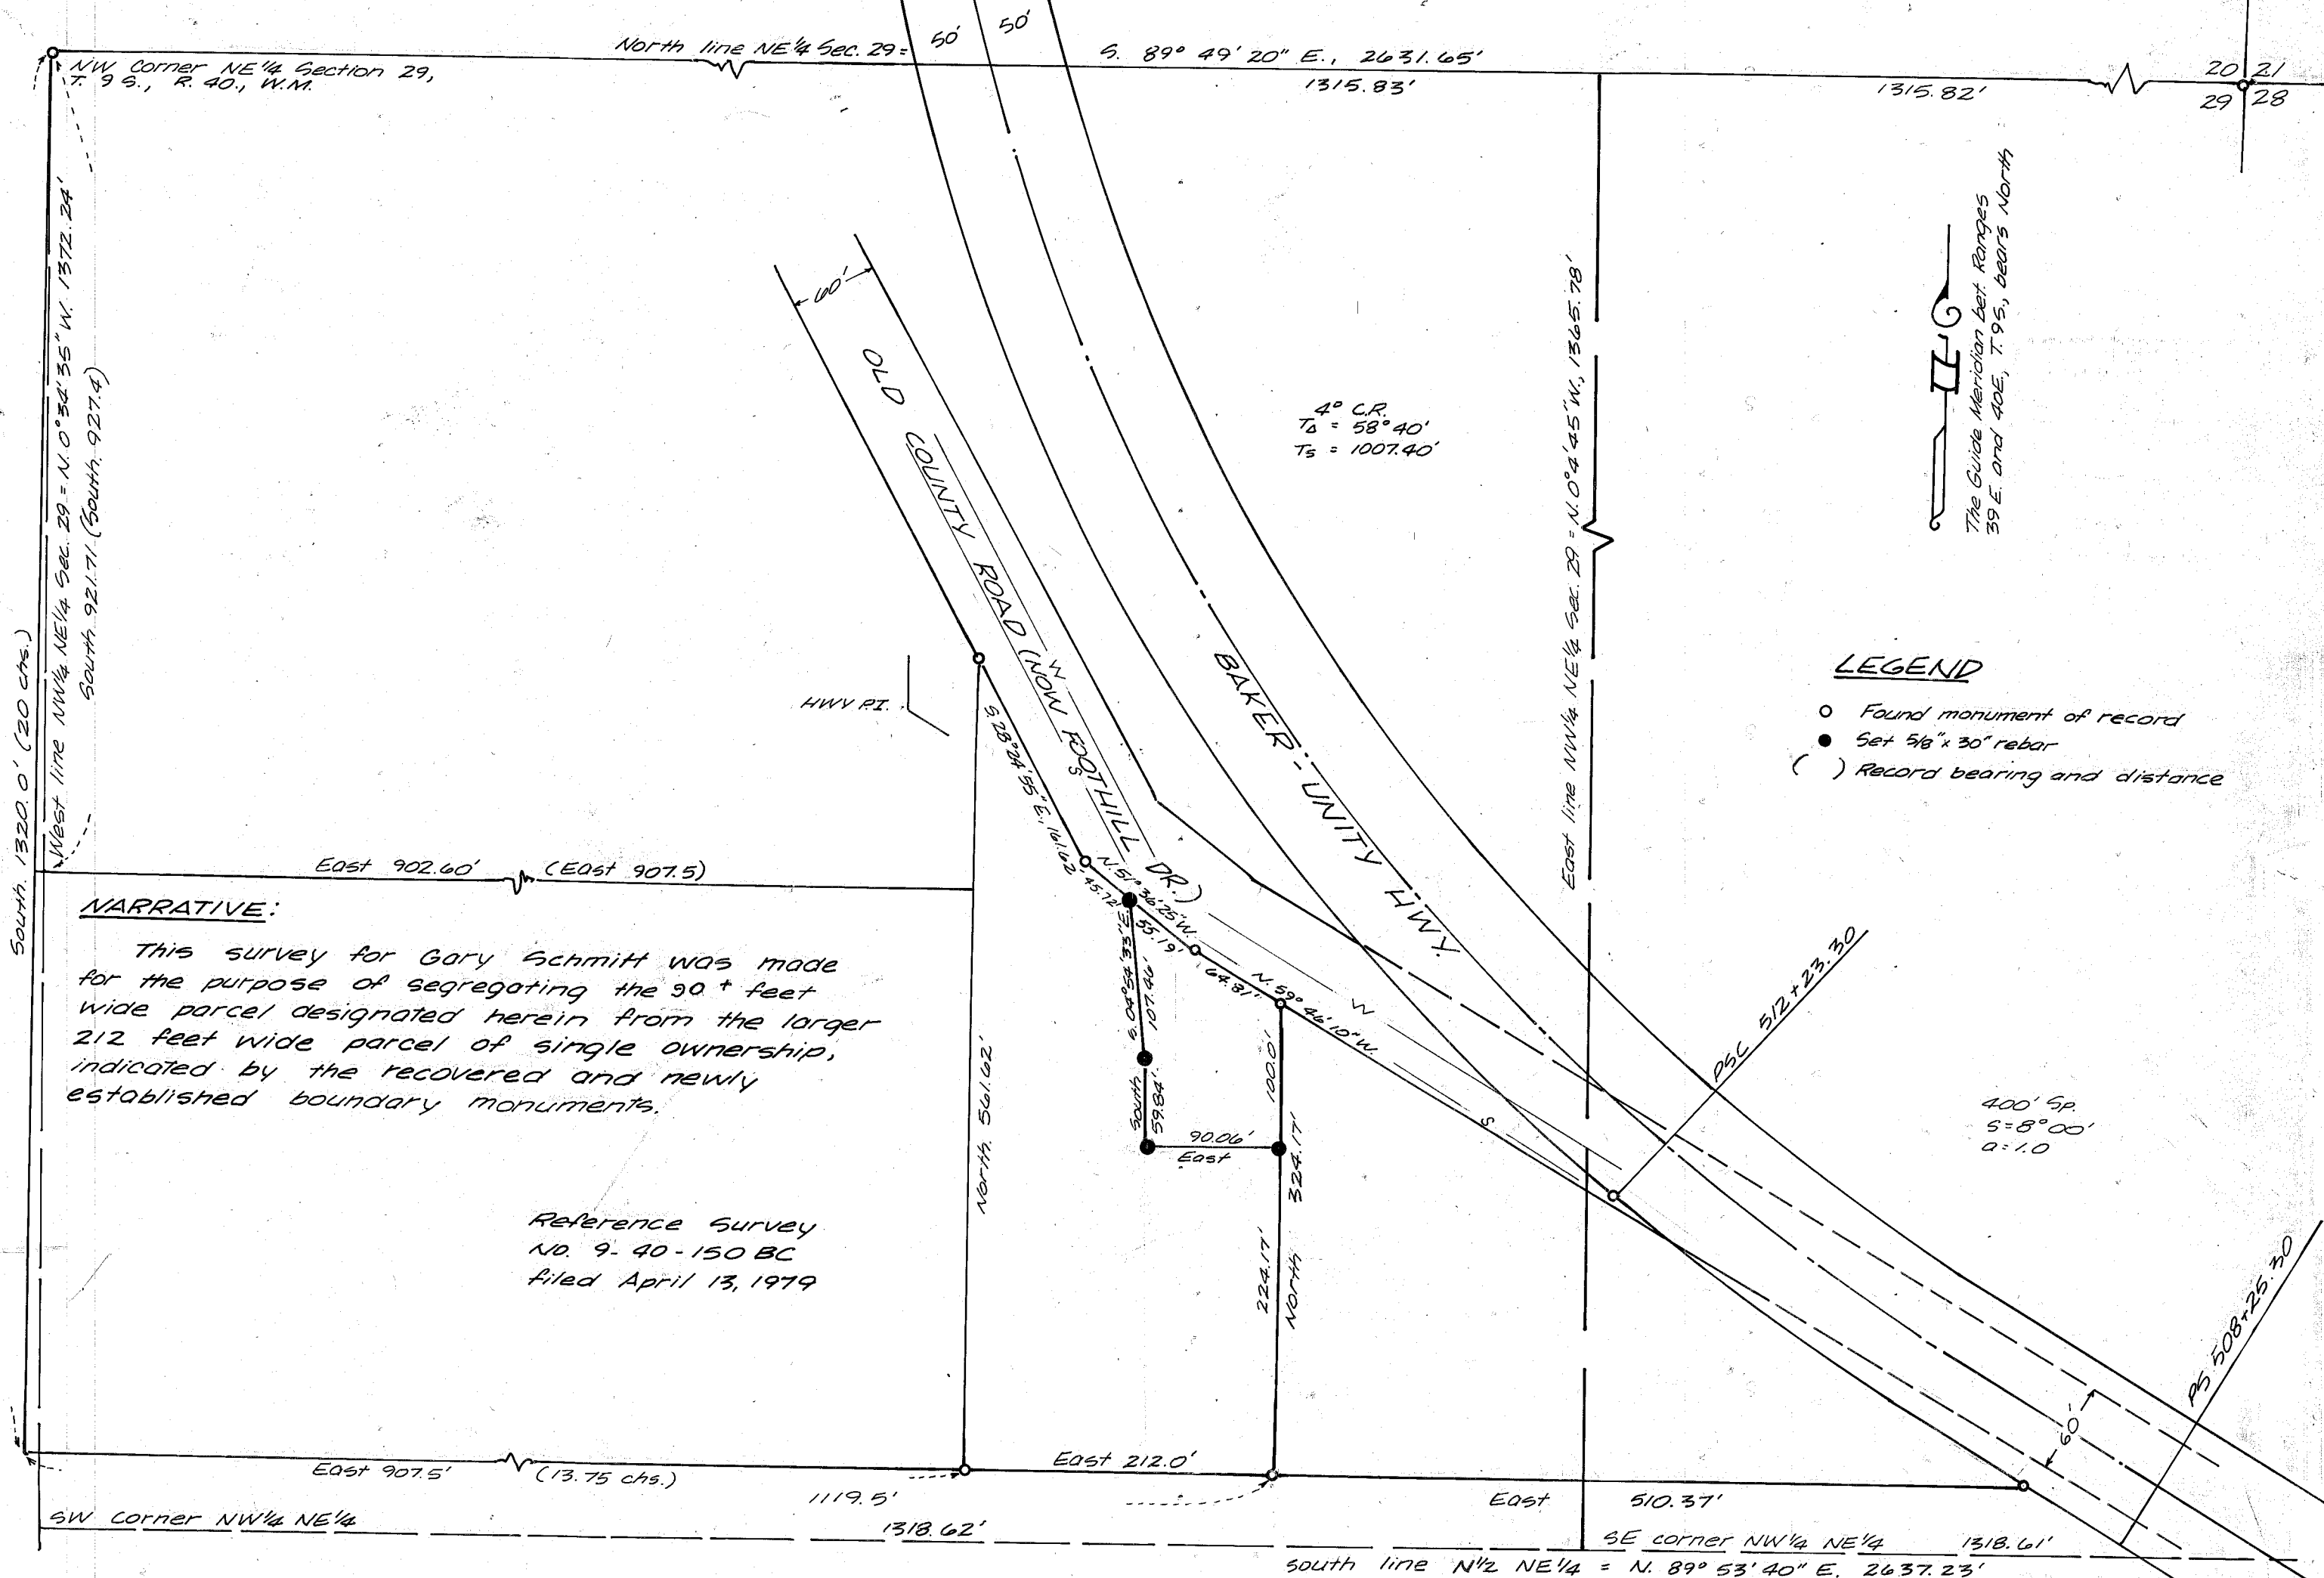 North line NE¼ Sec. 29 =
50'
50'
S. 89° 49' 20" E., 2631.65'
1315.83'
1315.82'
20 21
29 28
NW Corner NE¼ Section 29,
T. 9 S., R. 40., W.M.
South 1320.0' (20 chs.)
West line NW¼ NE¼ Sec. 29 = N. 0° 34' 35" W. 1372.24'
South 921.71 (South 927.4)
60'
OLD COUNTY ROAD (NOW FOOTHILL DR.)
W
S
4° C.R.
TΔ = 58° 40'
Ts = 1007.40'
East line NW¼ NE¼ Sec. 29 = N. 0° 4' 45" W., 1365.78'
The Guide Meridian bet. Ranges
39 E. and 40E., T.9S., bears North
BAKER - UNITY HWY.
HWY P.I.
S. 28° 24' 55" E., 161.62
LEGEND
Found monument of record
Set 5/8" x 30" rebar
( ) Record bearing and distance
East 902.60' (East 907.5)
N. 51° 36' 25" W.
45.72'
55.19'
64.81'
N. 59° 46' 10" W.
W
S
S. 04° 54' 33" E.
107.46'
South
59.84'
90.06'
East
100.0'
324.17'
224.17'
North
North 561.62'
NARRATIVE:
This survey for Gary Schmitt was made
for the purpose of segregating the 90 ± feet
wide parcel designated herein from the larger
212 feet wide parcel of single ownership,
indicated by the recovered and newly
established boundary monuments.
Reference Survey
No. 9-40-150 BC
filed April 13, 1979
PSC 512+23.30
400' Sp.
S = 8° 00'
a = 1.0
PS 508+25.30
60'
East 907.5' (13.75 chs.)
East 212.0'
1119.5'
East 510.37'
SW Corner NW¼ NE¼
1318.62'
SE corner NW¼ NE¼
1318.61'
South line N½ NE¼ = N. 89° 53' 40" E. 2637.23'